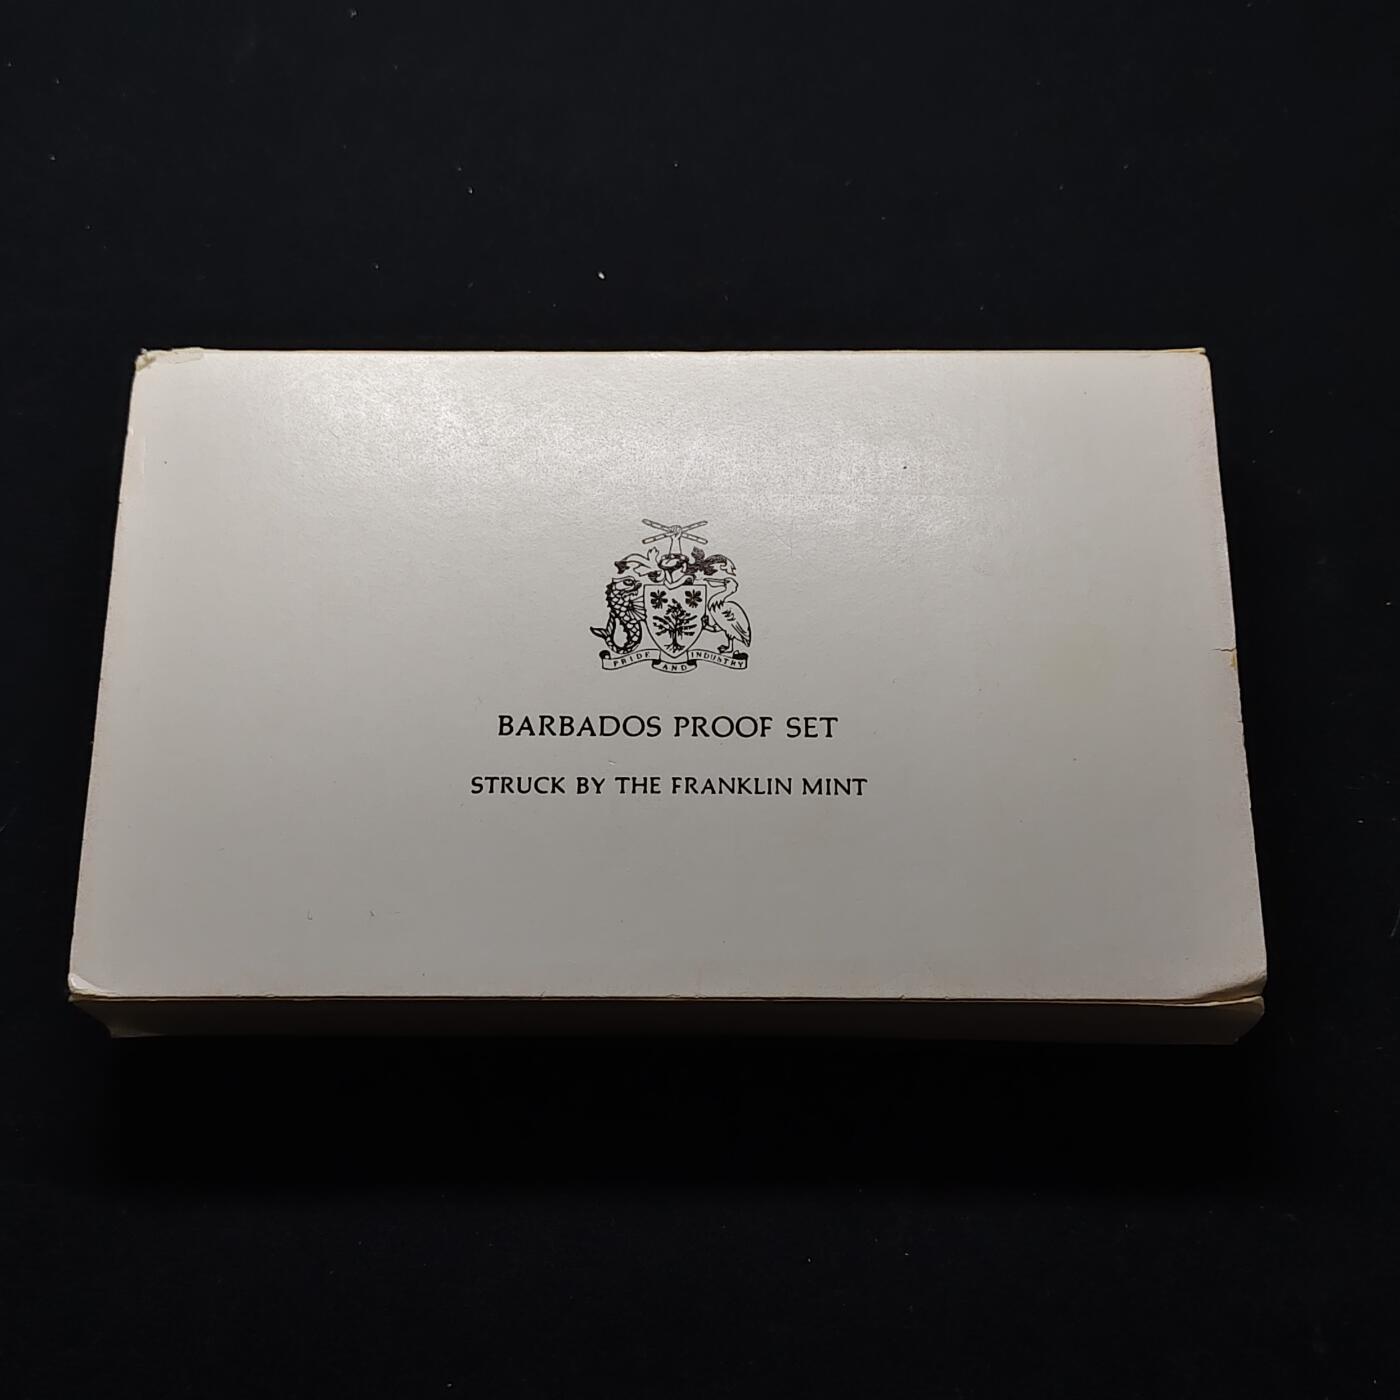 PRIDE AND INDUSTRY
BARBADOS PROOF SET
STRUCK BY THE FRANKLIN MINT